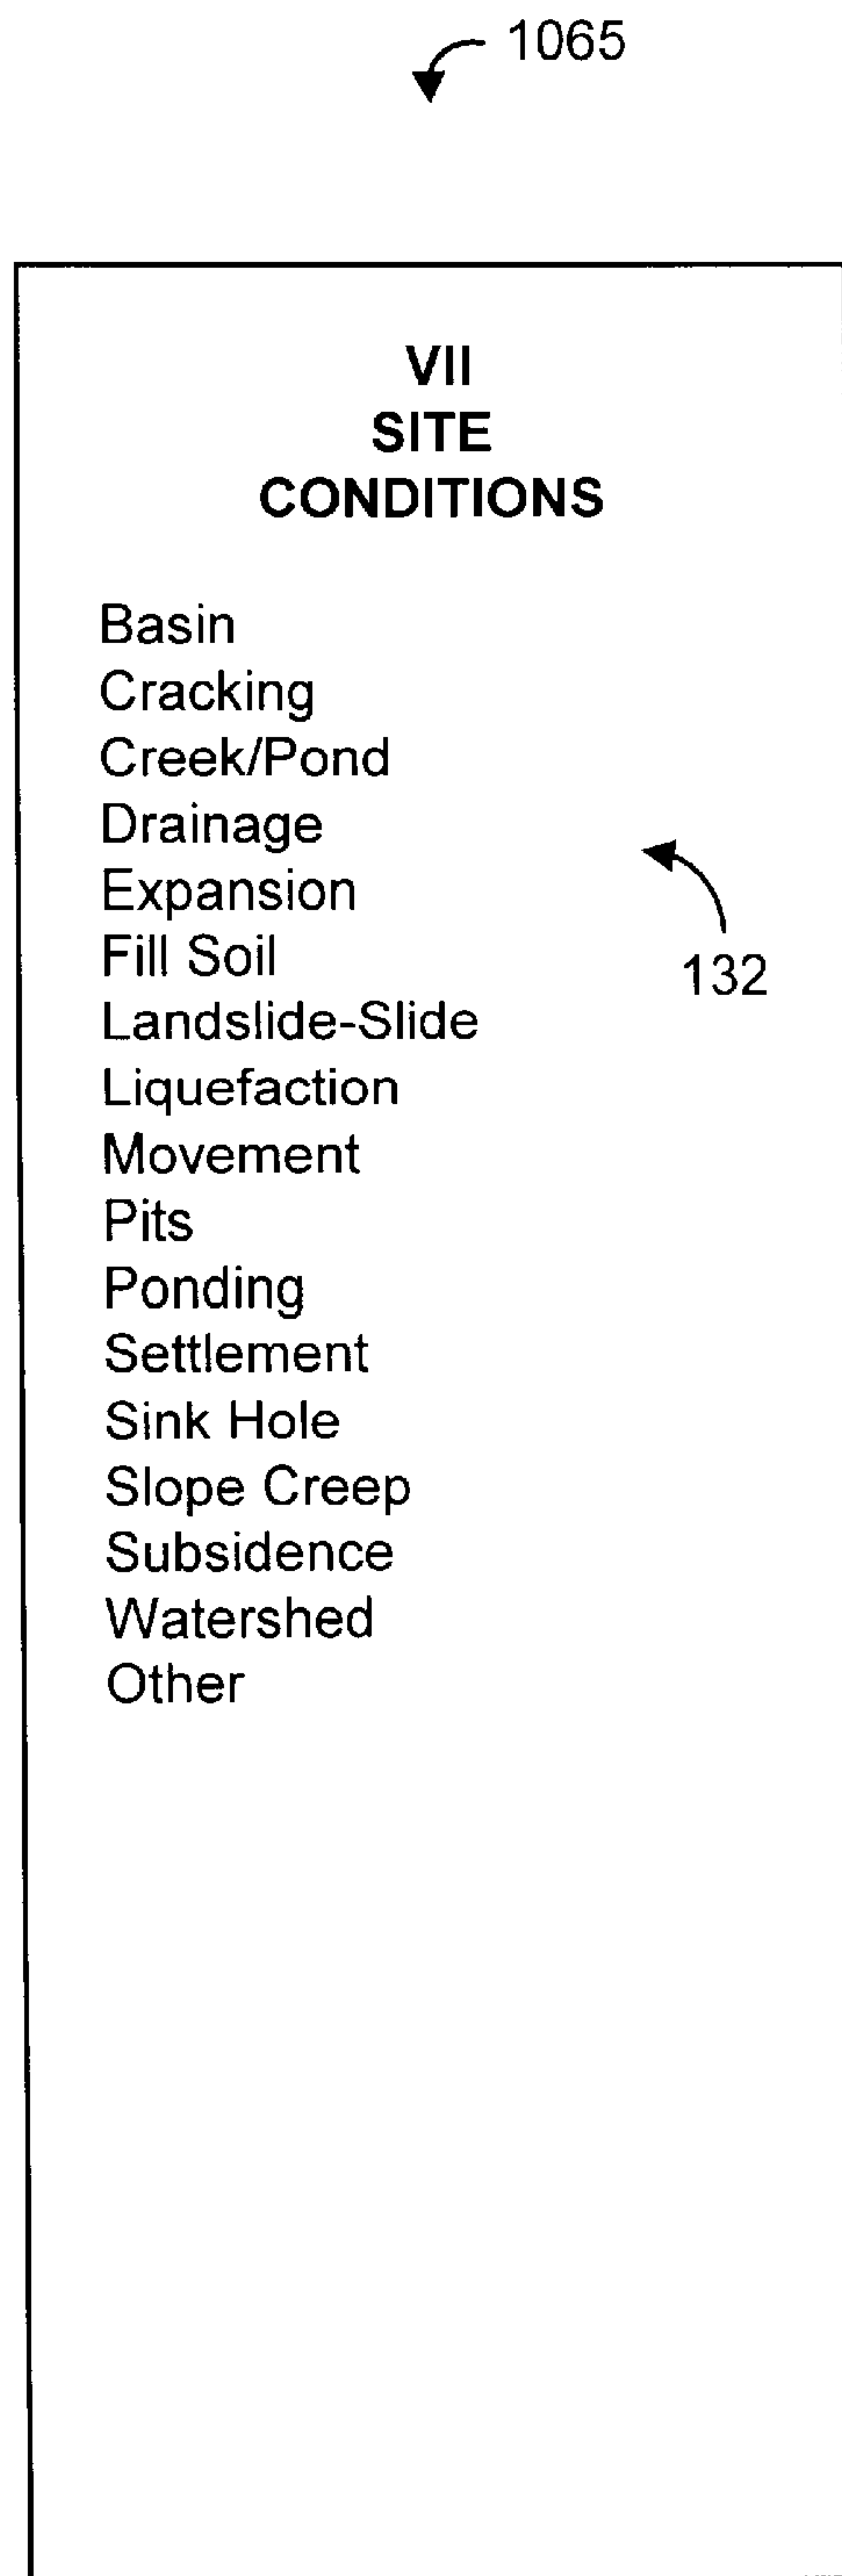 1065
VII
SITE
CONDITIONS
Basin
Cracking
Creek/Pond
Drainage
Expansion
Fill Soil
132
Landslide-Slide
Liquefaction
Movement
Pits
Ponding
Settlement
Sink Hole
Slope Creep
Subsidence
Watershed
Other